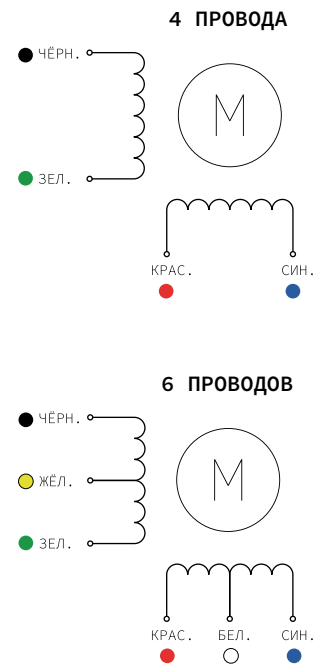 4 ПРОВОДА
ЧЁРН.
M
ЗЕЛ.
КРАС. СИН.
6 ПРОВОДОВ
ЧЁРН.
ЖЁЛ.
M
ЗЕЛ.
КРАС. БЕЛ. СИН.